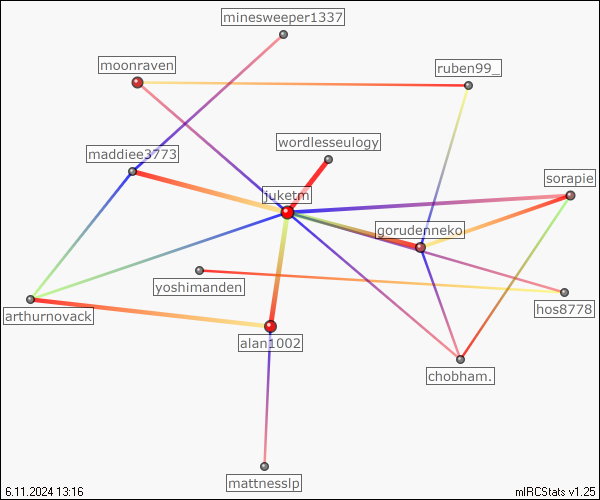 minesweeper1337
moonraven
ruben99_
wordlesseulogy
maddiee3773
sorapie
juketm
gorudenneko
yoshimanden
hos8778
arthurnovack
alan1002
chobham.
mattnesslp
6.11.2024 13:16
mIRCStats v1.25